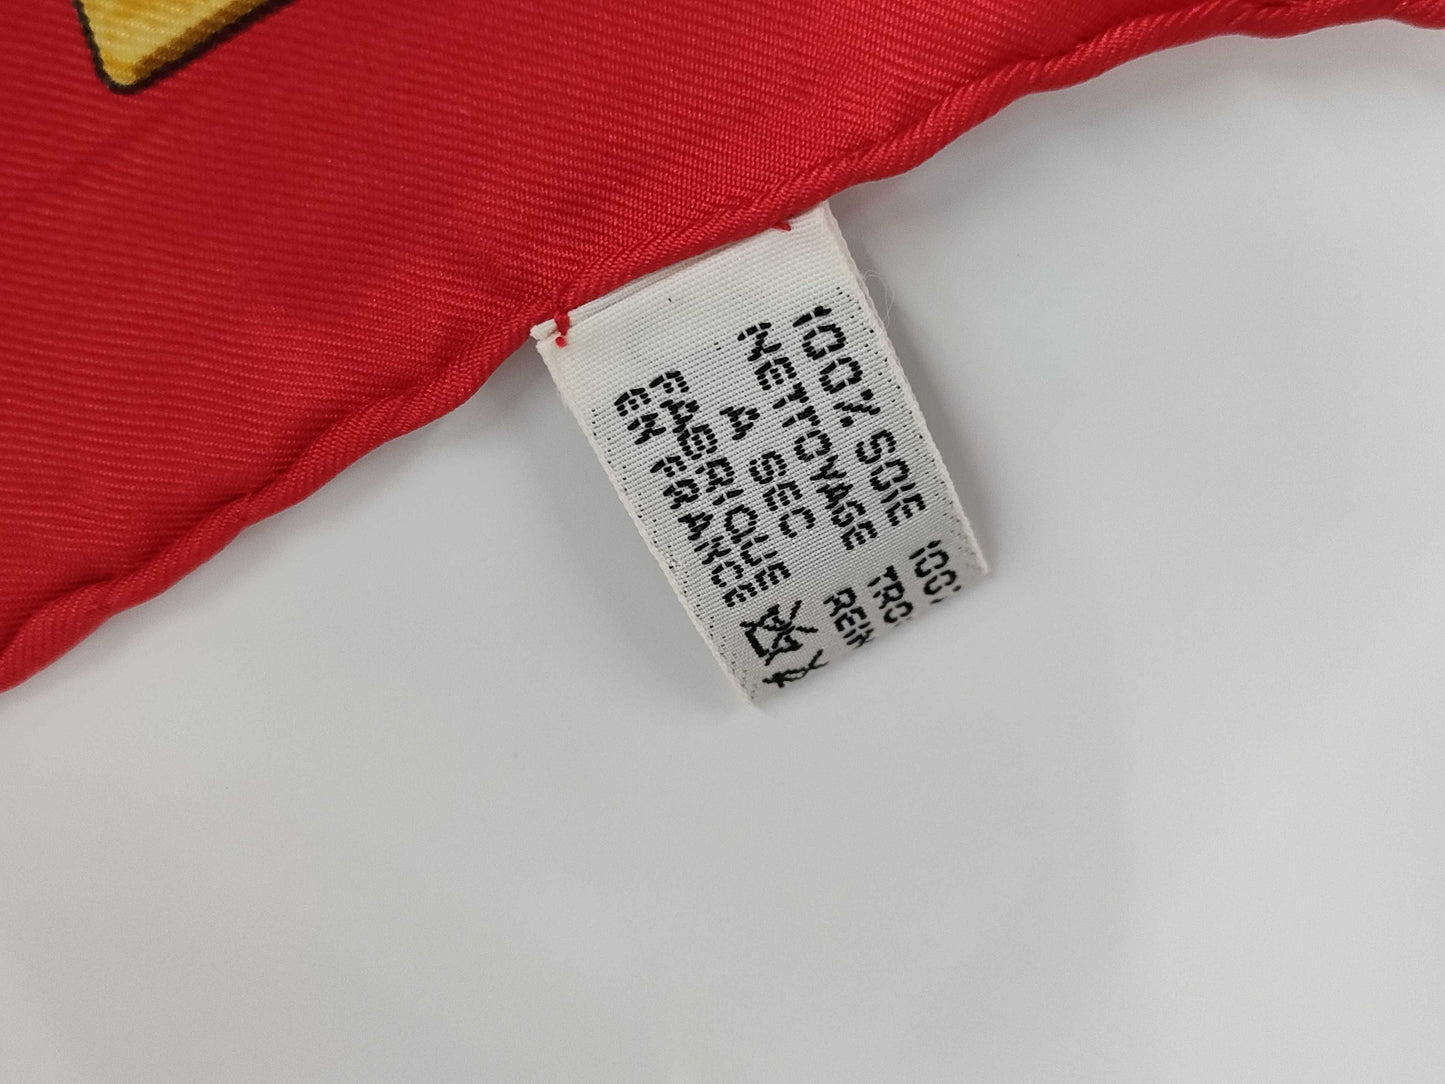 100% SOIE
NETTOYAGE
A SEC
FABRIQUE
EN FRANCE